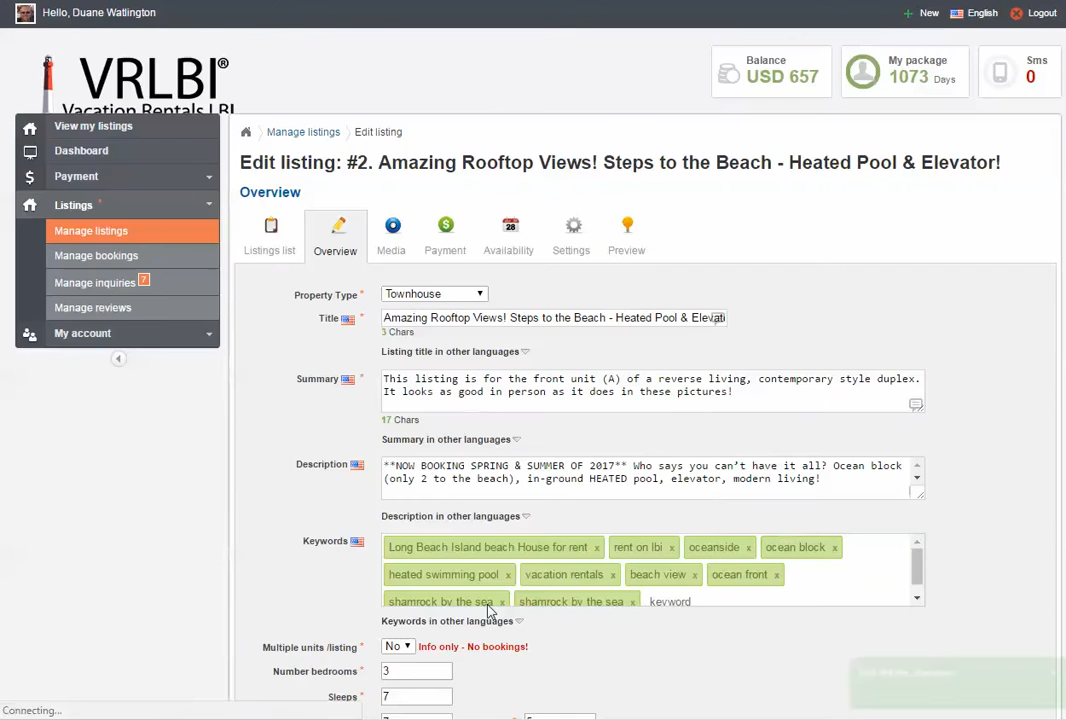 Hello, Duane Watlington
New
English
Logout
VRLBI®
Vacation Rentals LBI
Balance
USD 657
My package
1073 Days
Sms
0
View my listings
Dashboard
Payment
Listings *
Manage listings
Manage bookings
Manage inquiries 7
Manage reviews
My account
Manage listings
Edit listing
Edit listing: #2. Amazing Rooftop Views! Steps to the Beach - Heated Pool & Elevator!
Overview
Listings list
Overview
Media
Payment
28
Availability
Settings
Preview
Property Type * Townhouse
Title * Amazing Rooftop Views! Steps to the Beach - Heated Pool & Elevat
3 Chars
Listing title in other languages
Summary * This listing is for the front unit (A) of a reverse living, contemporary style duplex.
It looks as good in person as it does in these pictures!
17 Chars
Summary in other languages
Description **NOW BOOKING SPRING & SUMMER OF 2017** Who says you can't have it all? Ocean block
(only 2 to the beach), in-ground HEATED pool, elevator, modern living!
Description in other languages
Keywords Long Beach Island beach House for rent x rent on lbi x oceanside x ocean block x
heated swimming pool x vacation rentals x beach view x ocean front x
shamrock by the sea x shamrock by the sea x keyword
Keywords in other languages
Multiple units /listing * No Info only - No bookings!
Number bedrooms * 3
Sleeps * 7
Connecting...